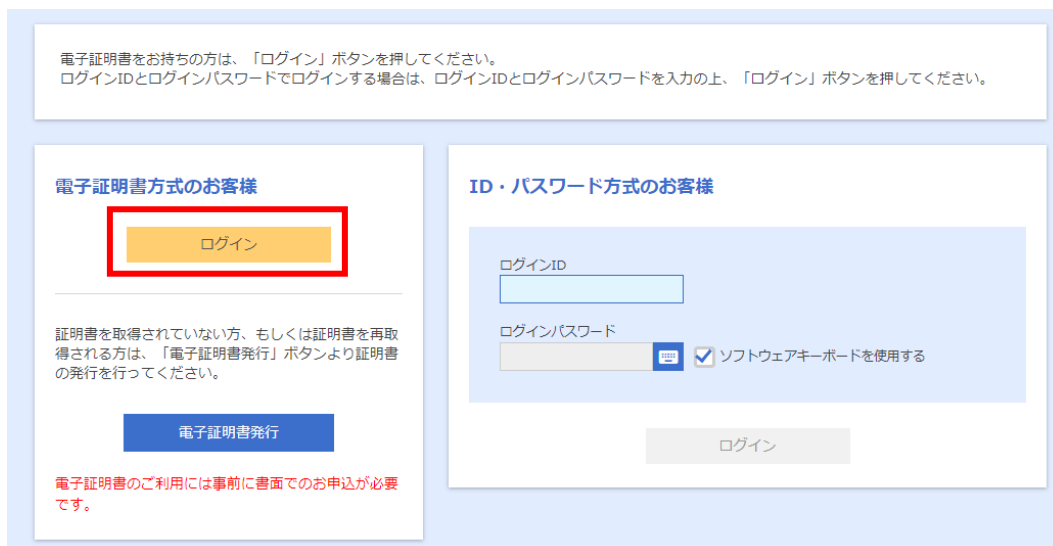 電子証明書をお持ちの方は、「ログイン」ボタンを押してください。
ログインIDとログインパスワードでログインする場合は、ログインIDとログインパスワードを入力の上、「ログイン」ボタンを押してください。
電子証明書方式のお客様
ログイン
証明書を取得されていない方、もしくは証明書を再取
得される方は、「電子証明書発行」ボタンより証明書
の発行を行ってください。
電子証明書発行
電子証明書のご利用には事前に書面でのお申込が必要
です。
ID・パスワード方式のお客様
ログインID
ログインパスワード
ソフトウェアキーボードを使用する
ログイン